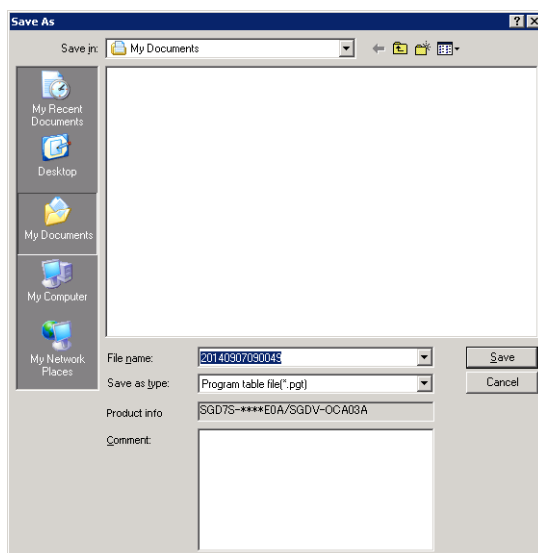 Save As
Save in: My Documents
My Recent
Documents
Desktop
My Documents
My Computer
My Network
Places
File name: 20140907090049
Save as type: Program table file(*.pgt)
Product info SGD7S-****E0A/SGDV-OCA03A
Comment:
Save
Cancel